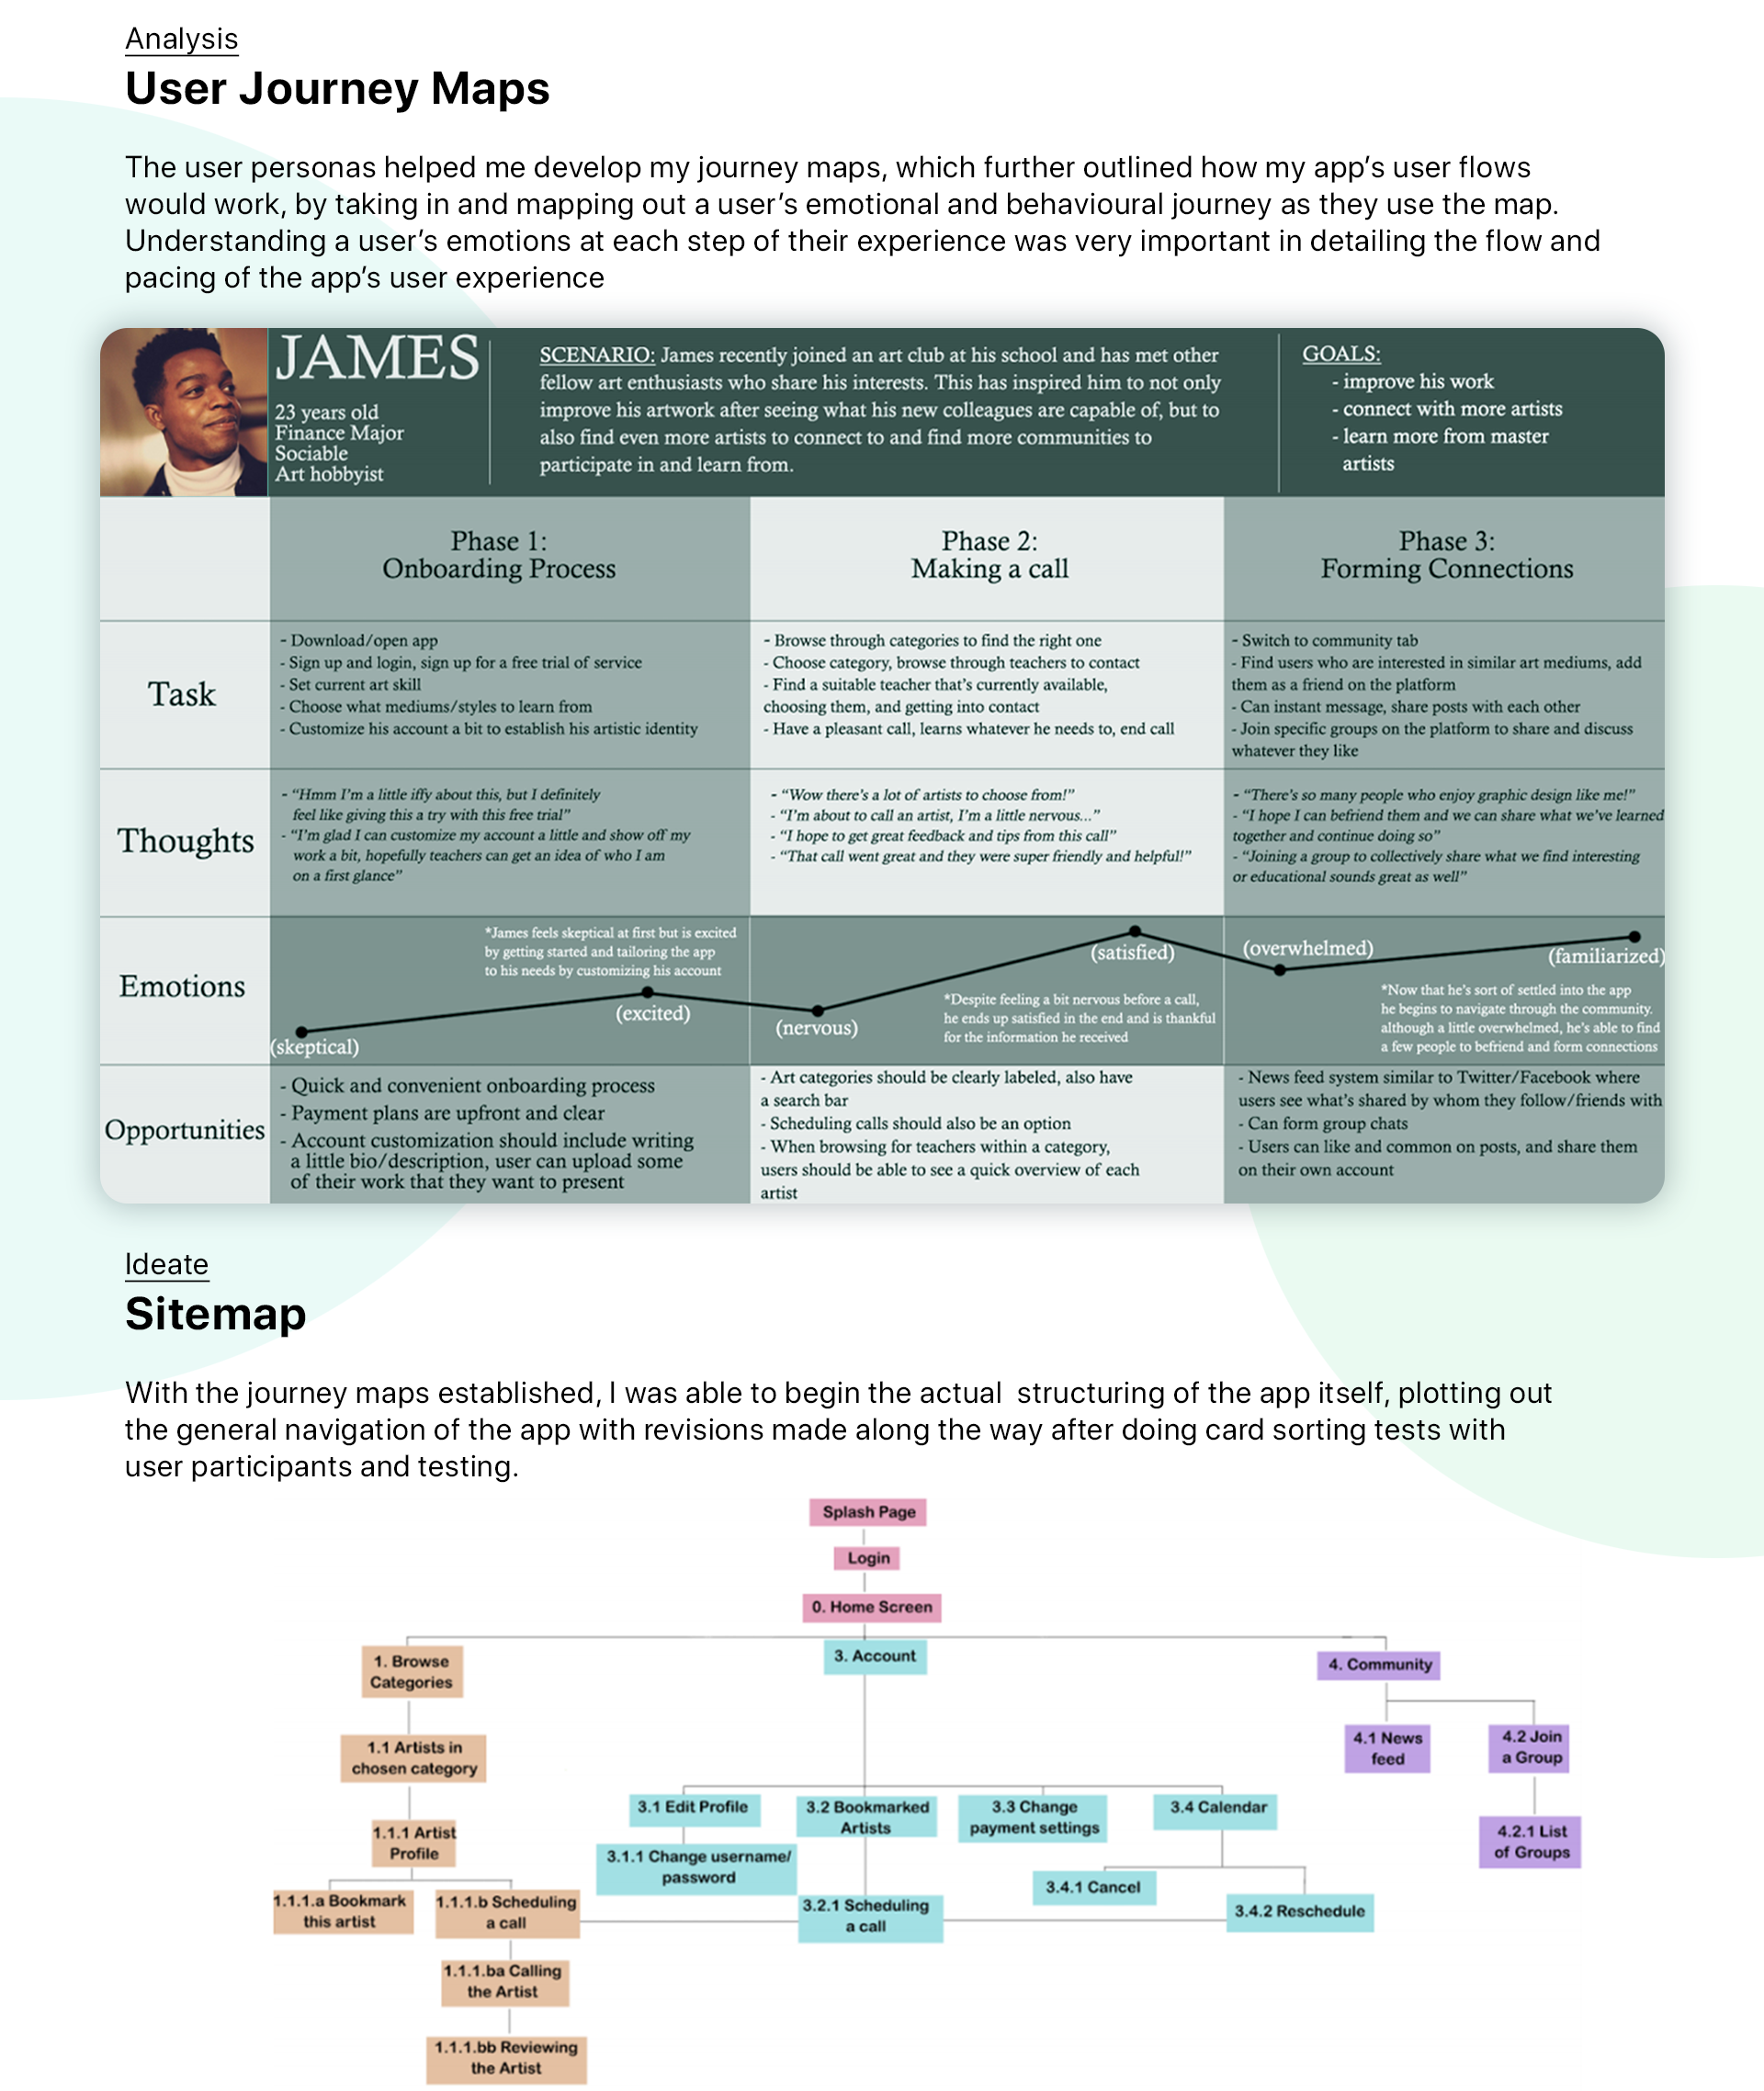 Analysis
User Journey Maps
The user personas helped me develop my journey maps, which further outlined how my app’s user flows
would work, by taking in and mapping out a user’s emotional and behavioural journey as they use the map.
Understanding a user’s emotions at each step of their experience was very important in detailing the flow and
pacing of the app’s user experience
JAMES
23 years old
Finance Major
Sociable
Art hobbyist
SCENARIO: James recently joined an art club at his school and has met other
fellow art enthusiasts who share his interests. This has inspired him to not only
improve his artwork after seeing what his new colleagues are capable of, but to
also find even more artists to connect to and find more communities to
participate in and learn from.
GOALS:
- improve his work
- connect with more artists
- learn more from master
artists
Phase 1:
Onboarding Process
Phase 2:
Making a call
Phase 3:
Forming Connections
Task
- Download/open app
- Sign up and login, sign up for a free trial of service
- Set current art skill
- Choose what mediums/styles to learn from
- Customize his account a bit to establish his artistic identity
- Browse through categories to find the right one
- Choose category, browse through teachers to contact
- Find a suitable teacher that’s currently available,
choosing them, and getting into contact
- Have a pleasant call, learns whatever he needs to, end call
- Switch to community tab
- Find users who are interested in similar art mediums, add
them as a friend on the platform
- Can instant message, share posts with each other
- Join specific groups on the platform to share and discuss
whatever they like
Thoughts
- “Hmm I’m a little iffy about this, but I definitely
feel like giving this a try with this free trial”
- “I’m glad I can customize my account a little and show off my
work a bit, hopefully teachers can get an idea of who I am
on a first glance”
- “Wow there’s a lot of artists to choose from!”
- “I’m about to call an artist, I’m a little nervous...”
- “I hope to get great feedback and tips from this call”
- “That call went great and they were super friendly and helpful!”
- “There’s so many people who enjoy graphic design like me!”
- “I hope I can befriend them and we can share what we’ve learned
together and continue doing so”
- “Joining a group to collectively share what we find interesting
or educational sounds great as well”
Emotions
*James feels skeptical at first but is excited
by getting started and tailoring the app
to his needs by customizing his account
(skeptical)
(excited)
(nervous)
(satisfied)
*Despite feeling a bit nervous before a call,
he ends up satisfied in the end and is thankful
for the information he received
(overwhelmed)
(familiarized)
*Now that he’s sort of settled into the app
he begins to navigate through the community.
although a little overwhelmed, he’s able to find
a few people to befriend and form connections
Opportunities
- Quick and convenient onboarding process
- Payment plans are upfront and clear
- Account customization should include writing
a little bio/description, user can upload some
of their work that they want to present
- Art categories should be clearly labeled, also have
a search bar
- Scheduling calls should also be an option
- When browsing for teachers within a category,
users should be able to see a quick overview of each
artist
- News feed system similar to Twitter/Facebook where
users see what’s shared by whom they follow/friends with
- Can form group chats
- Users can like and common on posts, and share them
on their own account
Ideate
Sitemap
With the journey maps established, I was able to begin the actual  structuring of the app itself, plotting out
the general navigation of the app with revisions made along the way after doing card sorting tests with
user participants and testing.
Splash Page
Login
0. Home Screen
1. Browse
Categories
3. Account
4. Community
1.1 Artists in
chosen category
4.1 News
feed
4.2 Join
a Group
1.1.1 Artist
Profile
3.1 Edit Profile
3.2 Bookmarked
Artists
3.3 Change
payment settings
3.4 Calendar
4.2.1 List
of Groups
3.1.1 Change username/
password
3.4.1 Cancel
1.1.1.a Bookmark
this artist
1.1.1.b Scheduling
a call
3.2.1 Scheduling
a call
3.4.2 Reschedule
1.1.1.ba Calling
the Artist
1.1.1.bb Reviewing
the Artist